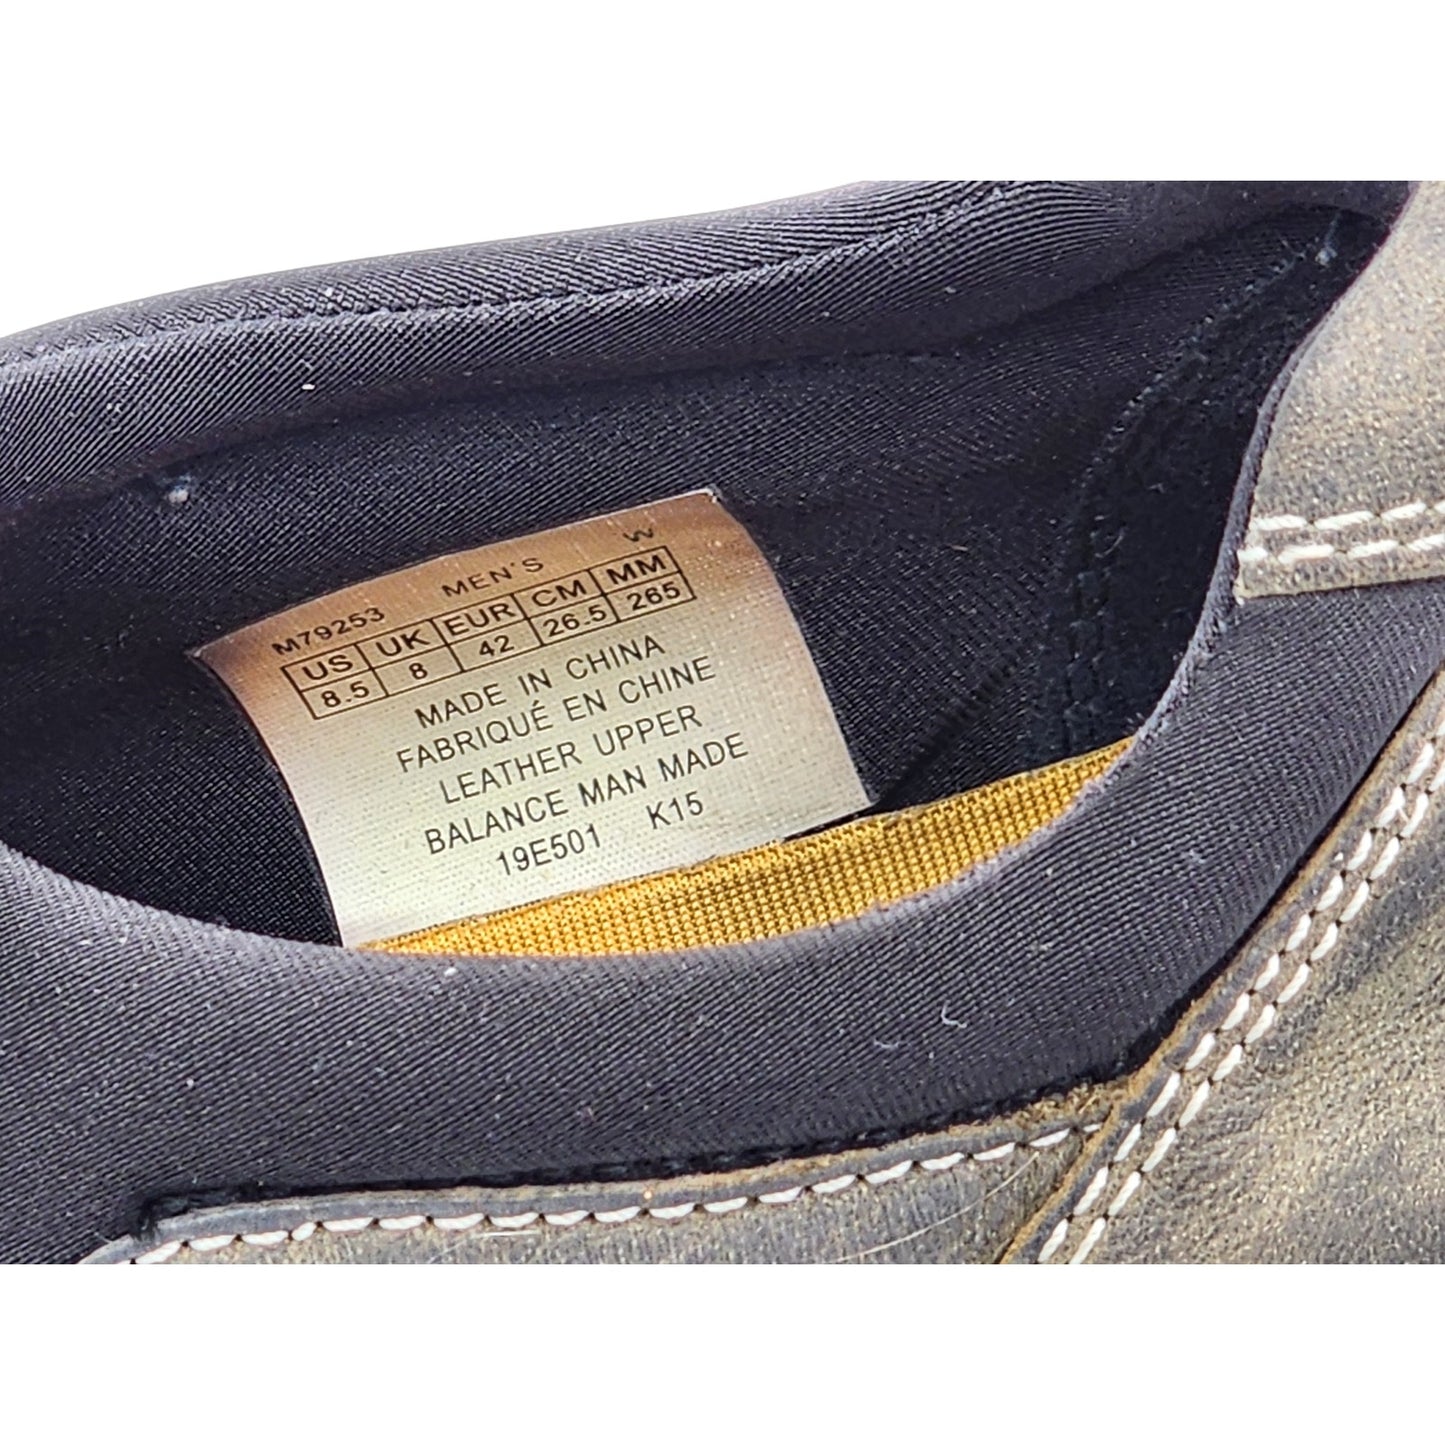 M79253 MEN'S W
US UK EUR CM MM
8.5 8 42 26.5 265
MADE IN CHINA
FABRIQUÉ EN CHINE
LEATHER UPPER
BALANCE MAN MADE
19E501 K15